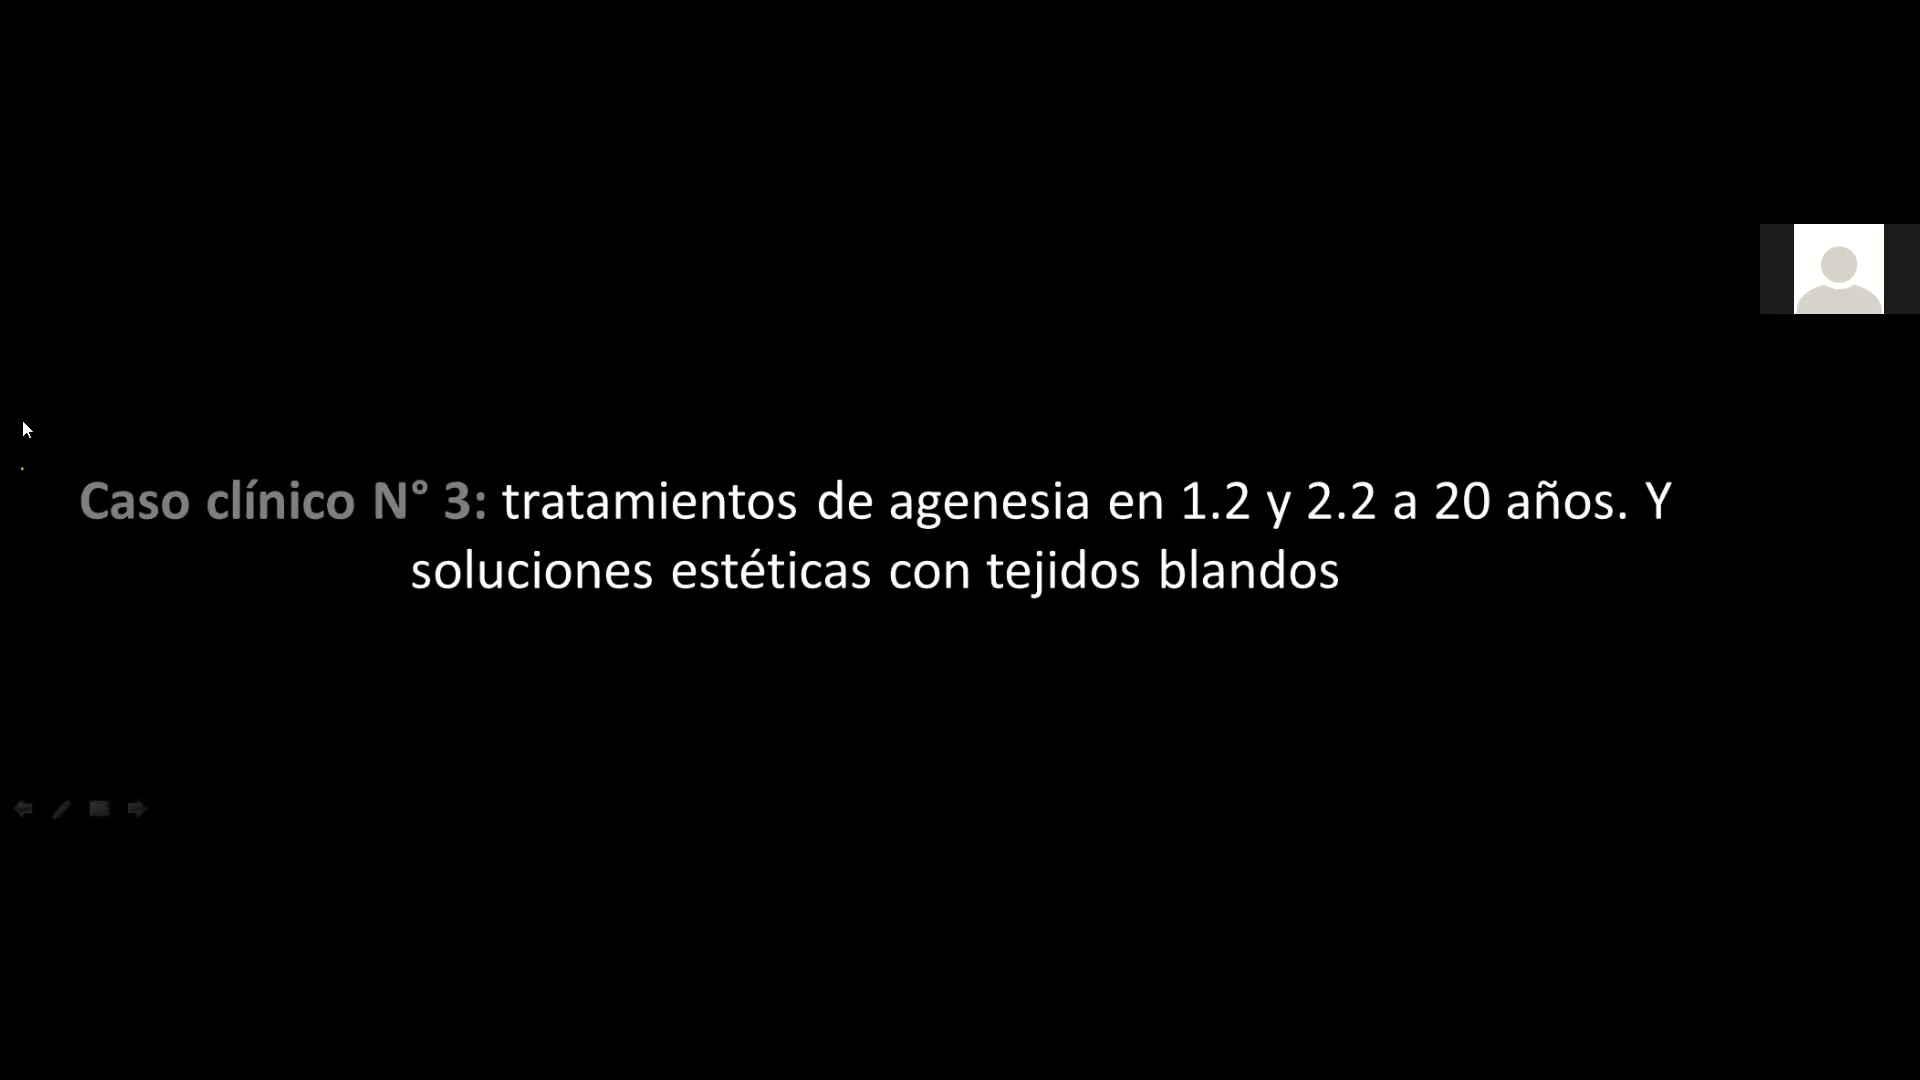 Caso clínico N° 3: tratamientos de agenesia en 1.2 y 2.2 a 20 años. Y
soluciones estéticas con tejidos blandos